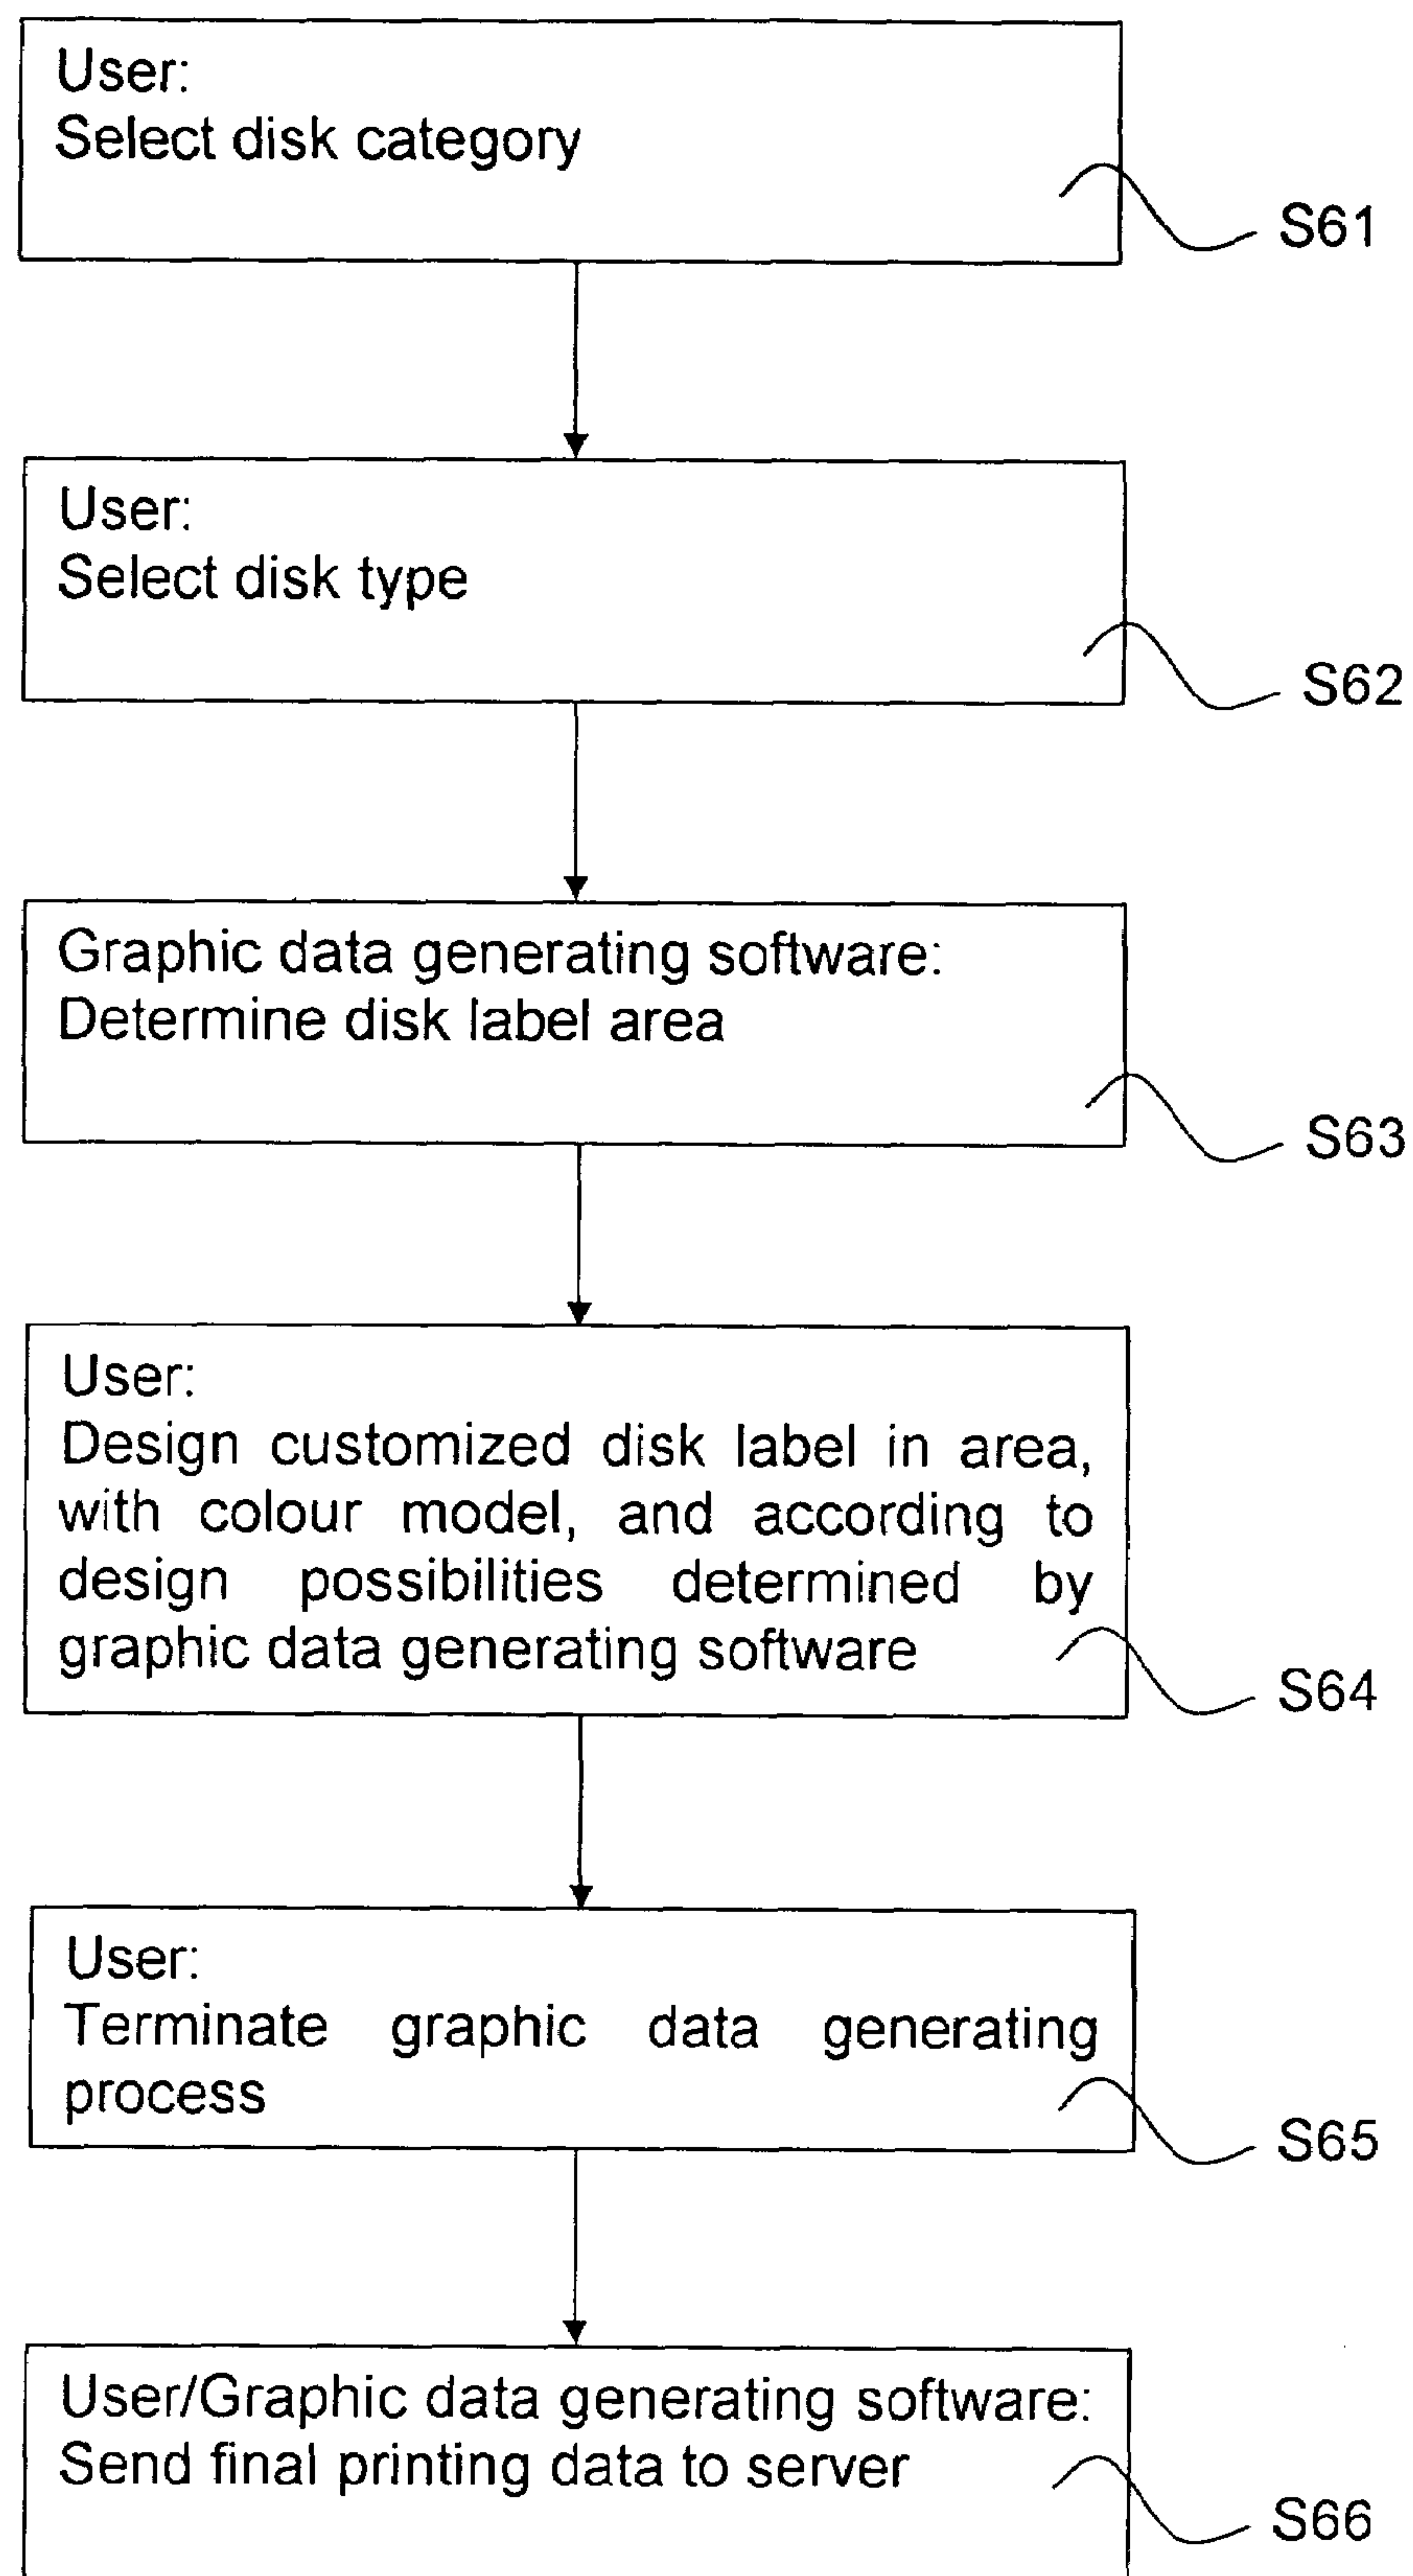 User:
Select disk category
S61
User:
Select disk type
S62
Graphic data generating software:
Determine disk label area
S63
User:
Design customized disk label in area,
with colour model, and according to
design possibilities determined by
graphic data generating software
S64
User:
Terminate graphic data generating
process
S65
User/Graphic data generating software:
Send final printing data to server
S66